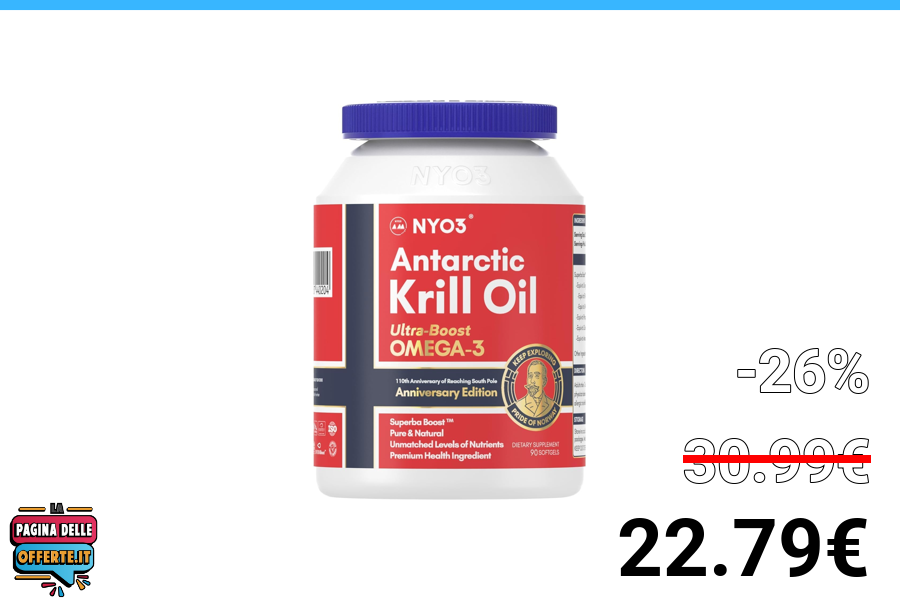 NYO3
NYO3®
Antarctic
Krill Oil
Ultra-Boost
OMEGA-3
KEEP EXPLORING
110th Anniversary of Reaching South Pole
Anniversary Edition
PRIDE OF NORWAY
Superba Boost™
Pure & Natural
Unmatched Levels of Nutrients
Premium Health Ingredient
DIETARY SUPPLEMENT
90 SOFTGELS
ISO
-26%
30.99€
22.79€
LA
PAGINA DELLE
OFFERTE.IT